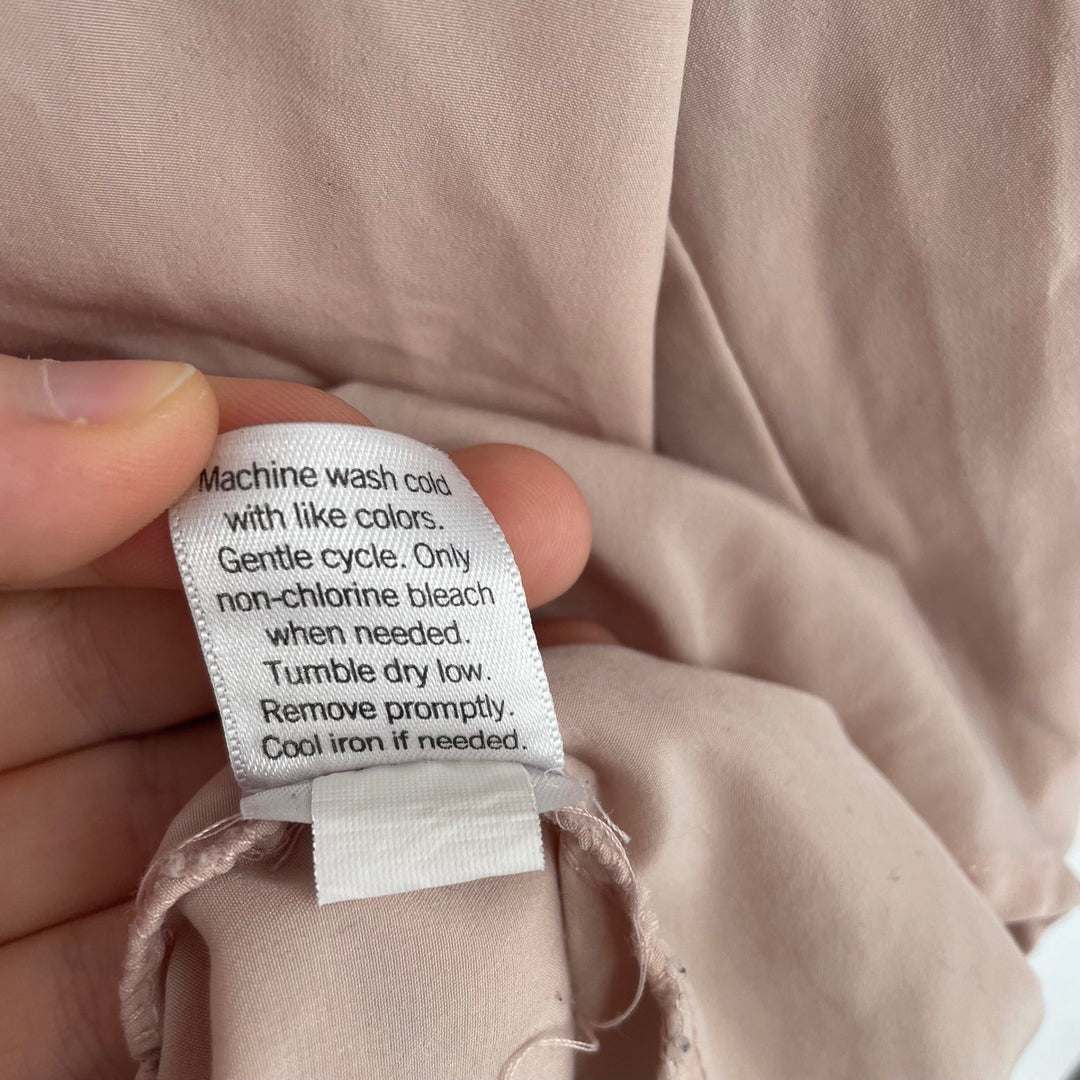 Machine wash cold
with like colors.
Gentle cycle. Only
non-chlorine bleach
when needed.
Tumble dry low.
Remove promptly.
Cool iron if needed.